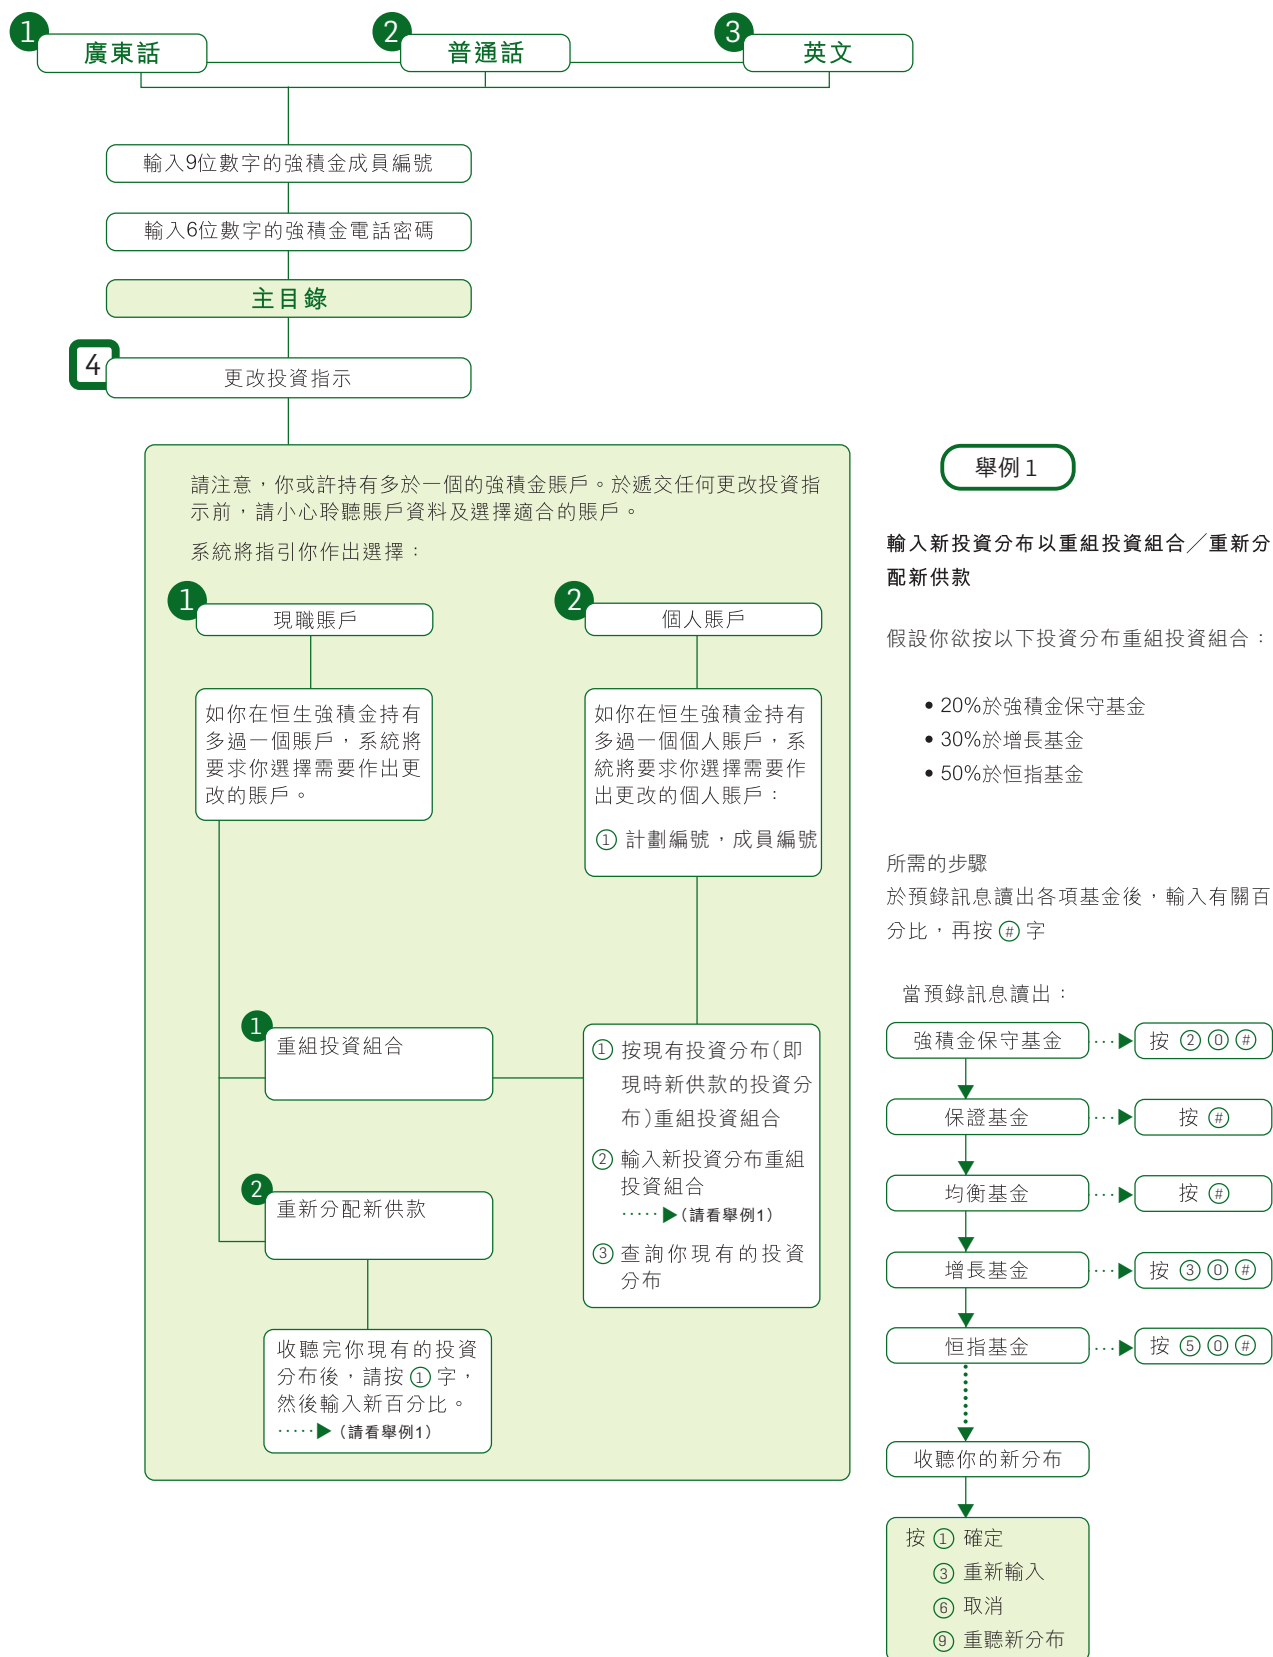 1 廣東話
2 普通話
3 英文
輸入9位數字的強積金成員編號
輸入6位數字的強積金電話密碼
主目錄
4 更改投資指示
請注意，你或許持有多於一個的強積金賬戶。於遞交任何更改投資指
示前，請小心聆聽賬戶資料及選擇適合的賬戶。
系統將指引你作出選擇：
1 現職賬戶
如你在恒生強積金持有
多過一個賬戶，系統將
要求你選擇需要作出更
改的賬戶。
2 個人賬戶
如你在恒生強積金持有
多過一個個人賬戶，系
統將要求你選擇需要作
出更改的個人賬戶：
① 計劃編號，成員編號
1 重組投資組合
① 按現有投資分布（即
現時新供款的投資分
布）重組投資組合
② 輸入新投資分布重組
投資組合
（請看舉例1）
③ 查詢你現有的投資
分布
2 重新分配新供款
收聽完你現有的投資
分布後，請按 ① 字，
然後輸入新百分比。
（請看舉例1）
舉例 1
輸入新投資分布以重組投資組合／重新分
配新供款
假設你欲按以下投資分布重組投資組合：
• 20%於強積金保守基金
• 30%於增長基金
• 50%於恒指基金
所需的步驟
於預錄訊息讀出各項基金後，輸入有關百
分比，再按 # 字
當預錄訊息讀出：
強積金保守基金 按 ② ⓪ #
保證基金 按 #
均衡基金 按 #
增長基金 按 ③ ⓪ #
恒指基金 按 ⑤ ⓪ #
收聽你的新分布
按 ① 確定
③ 重新輸入
⑥ 取消
⑨ 重聽新分布